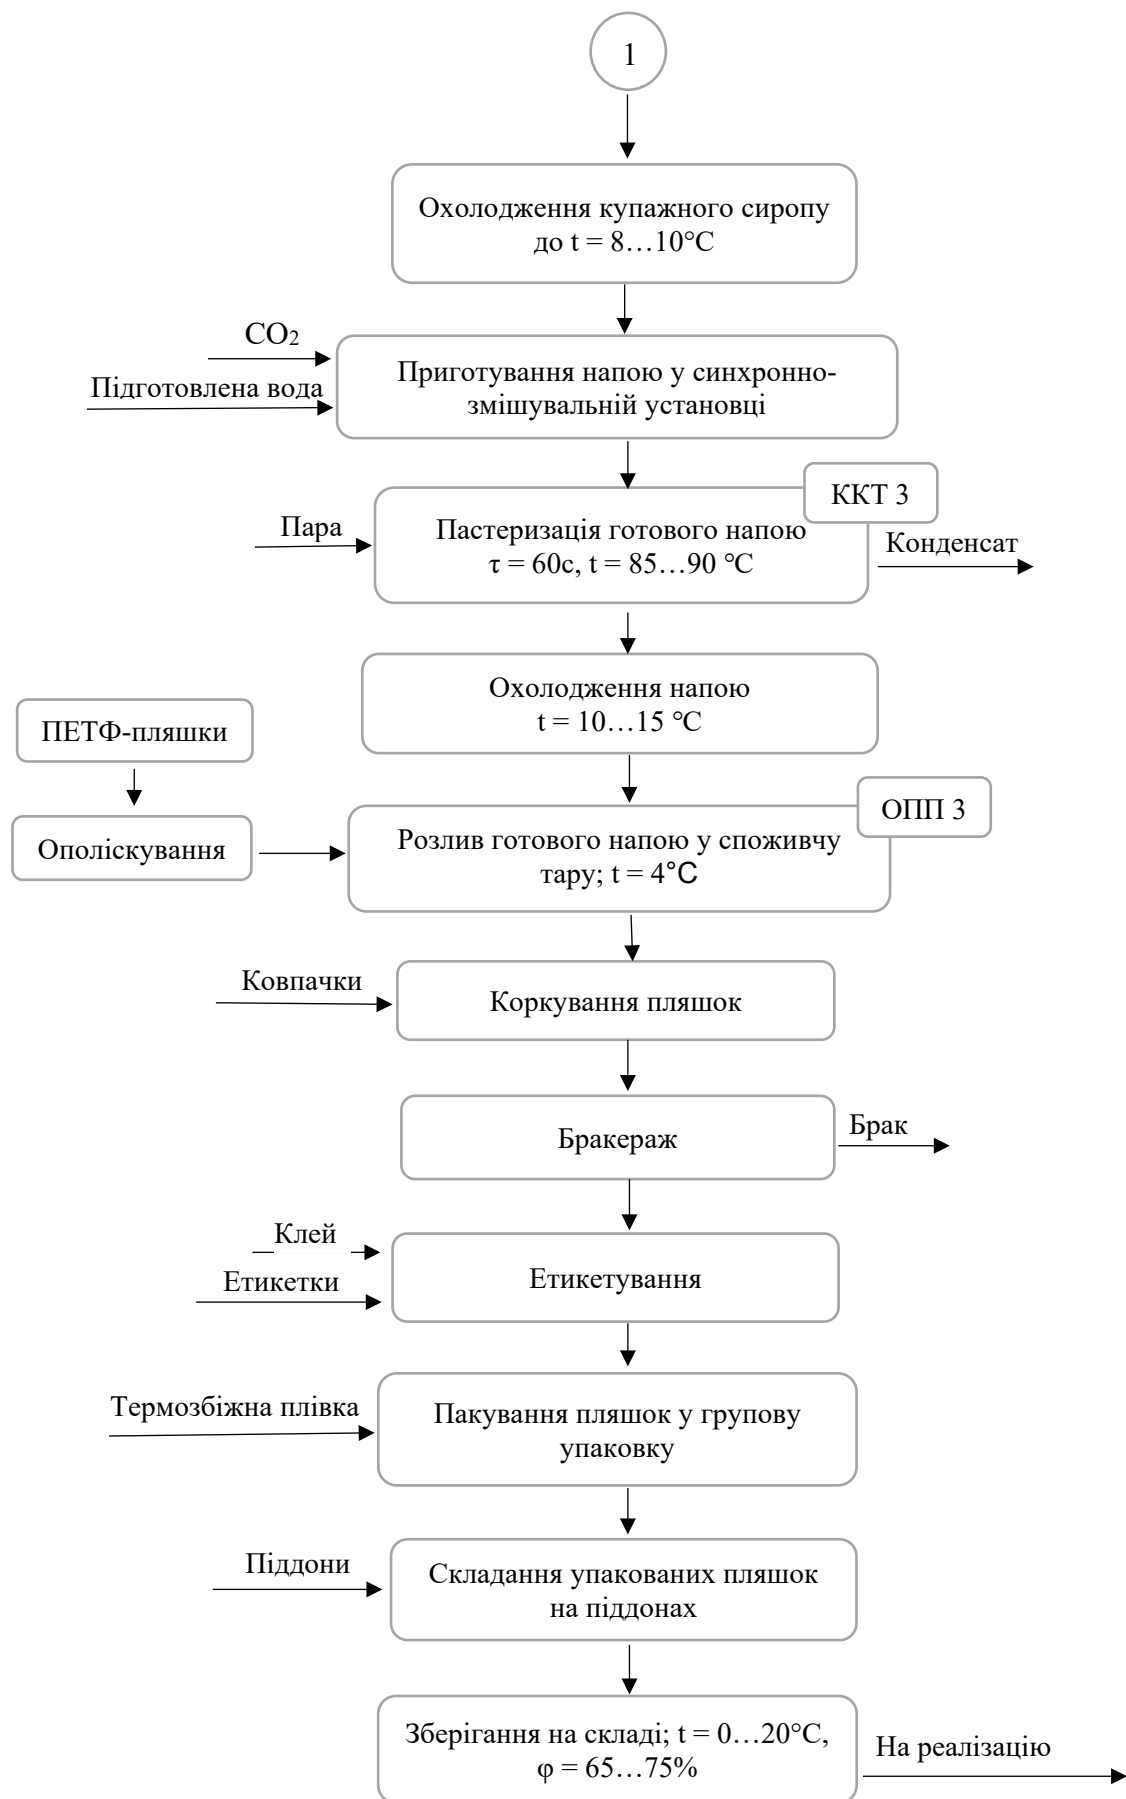 1
Охолодження купажного сиропу
до t = 8…10°C
CO₂
Підготовлена вода
Приготування напою у синхронно-
змішувальній установці
ККТ 3
Пара
Пастеризація готового напою
τ = 60с, t = 85…90 ℃
Конденсат
Охолодження напою
t = 10…15 ℃
ПЕТФ-пляшки
ОПП 3
Ополіскування
Розлив готового напою у споживчу
тару; t = 4°C
Ковпачки
Коркування пляшок
Бракераж
Брак
Клей
Етикетки
Етикетування
Термозбіжна плівка
Пакування пляшок у групову
упаковку
Піддони
Складання упакованих пляшок
на піддонах
Зберігання на складі; t = 0…20°C,
φ = 65…75%
На реалізацію